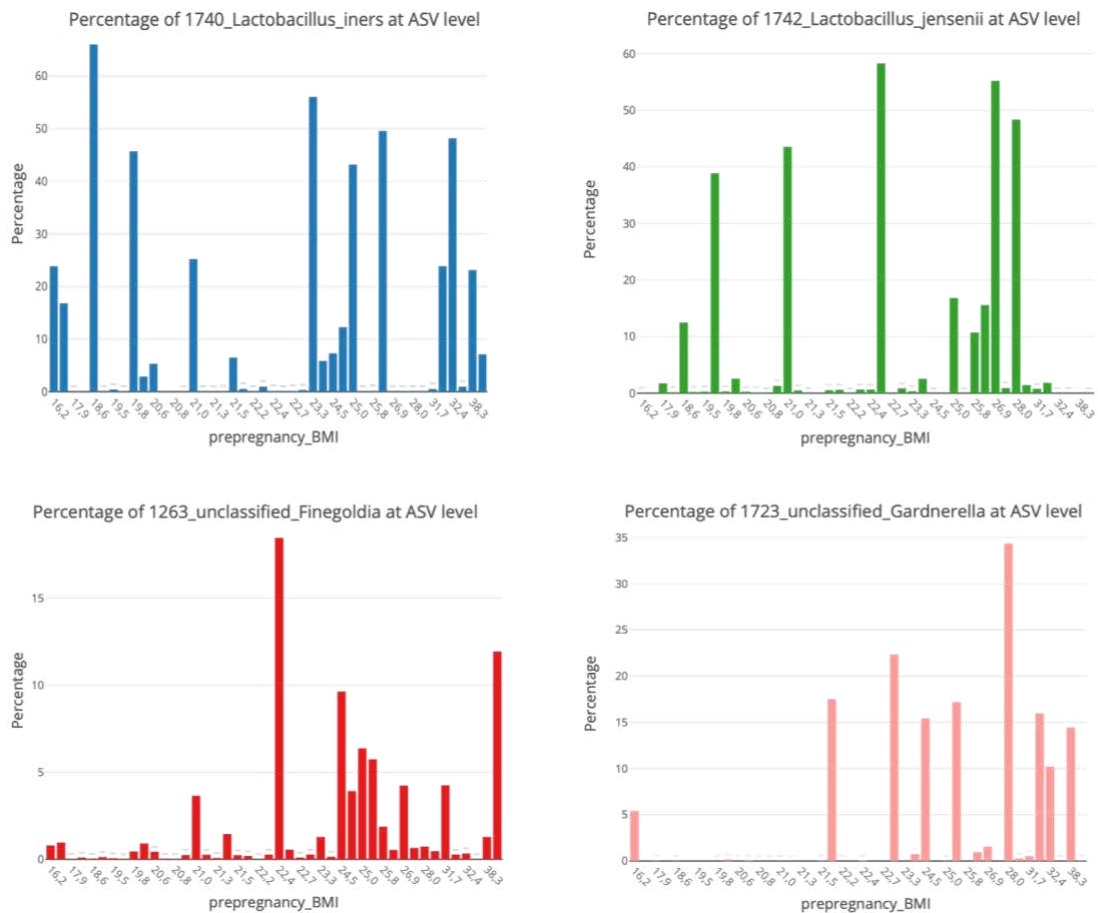 Percentage of 1740_Lactobacillus_iners at ASV level
60
50
40
30
20
10
0
Percentage
16,2 17,9 18,6 19,5 19,8 20,6 20,8 21,0 21,3 21,5 22,2 22,4 22,7 23,3 24,5 25,0 25,8 26,9 28,0 31,7 32,4 38,3
prepregnancy_BMI
Percentage of 1742_Lactobacillus_jensenii at ASV level
60
50
40
30
20
10
0
Percentage
16,2 17,9 18,6 19,5 19,8 20,6 20,8 21,0 21,3 21,5 22,2 22,4 22,7 23,3 24,5 25,0 25,8 26,9 28,0 31,7 32,4 38,3
prepregnancy_BMI
Percentage of 1263_unclassified_Finegoldia at ASV level
15
10
5
0
Percentage
16,2 17,9 18,6 19,5 19,8 20,6 20,8 21,0 21,3 21,5 22,2 22,4 22,7 23,3 24,5 25,0 25,8 26,9 28,0 31,7 32,4 38,3
prepregnancy_BMI
Percentage of 1723_unclassified_Gardnerella at ASV level
35
30
25
20
15
10
5
0
Percentage
16,2 17,9 18,6 19,5 19,8 20,6 20,8 21,0 21,3 21,5 22,2 22,4 22,7 23,3 24,5 25,0 25,8 26,9 28,0 31,7 32,4 38,3
prepregnancy_BMI